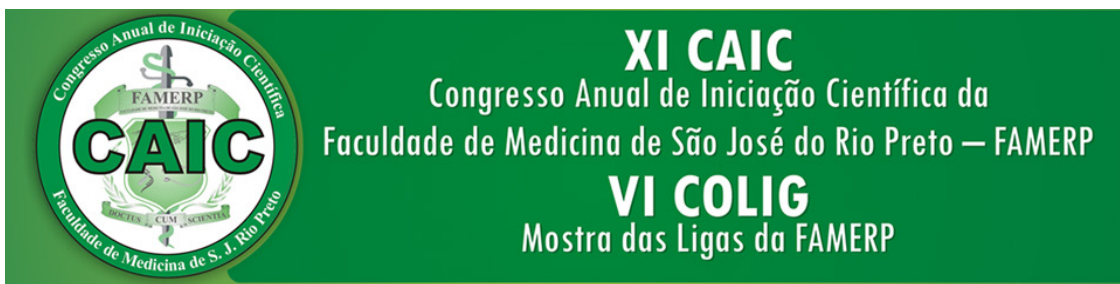 Congresso Anual de Iniciação Científica
FAMERP
CAIC
DOCTUS CUM SCIENTIA
Faculdade de Medicina de S. J. Rio Preto
XI CAIC
Congresso Anual de Iniciação Científica da
Faculdade de Medicina de São José do Rio Preto – FAMERP
VI COLIG
Mostra das Ligas da FAMERP